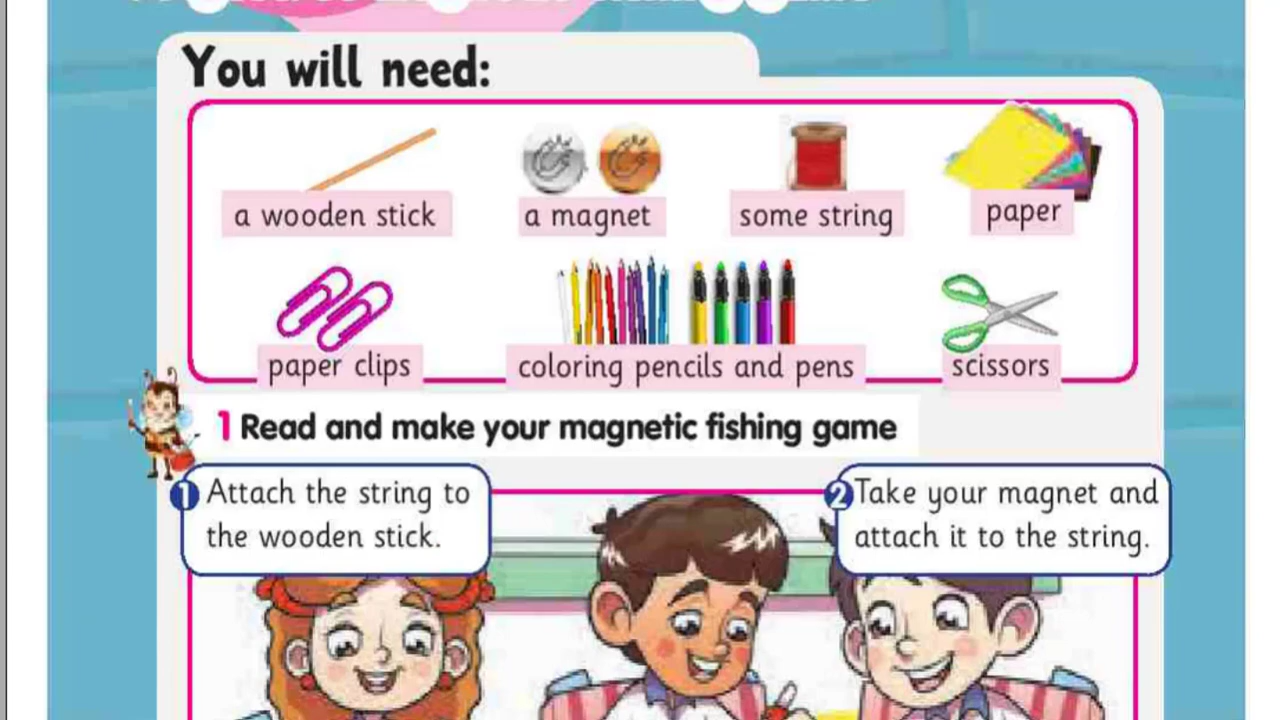 You will need:
a wooden stick
a magnet
some string
paper
paper clips
coloring pencils and pens
scissors
1 Read and make your magnetic fishing game
1 Attach the string to
the wooden stick.
2 Take your magnet and
attach it to the string.